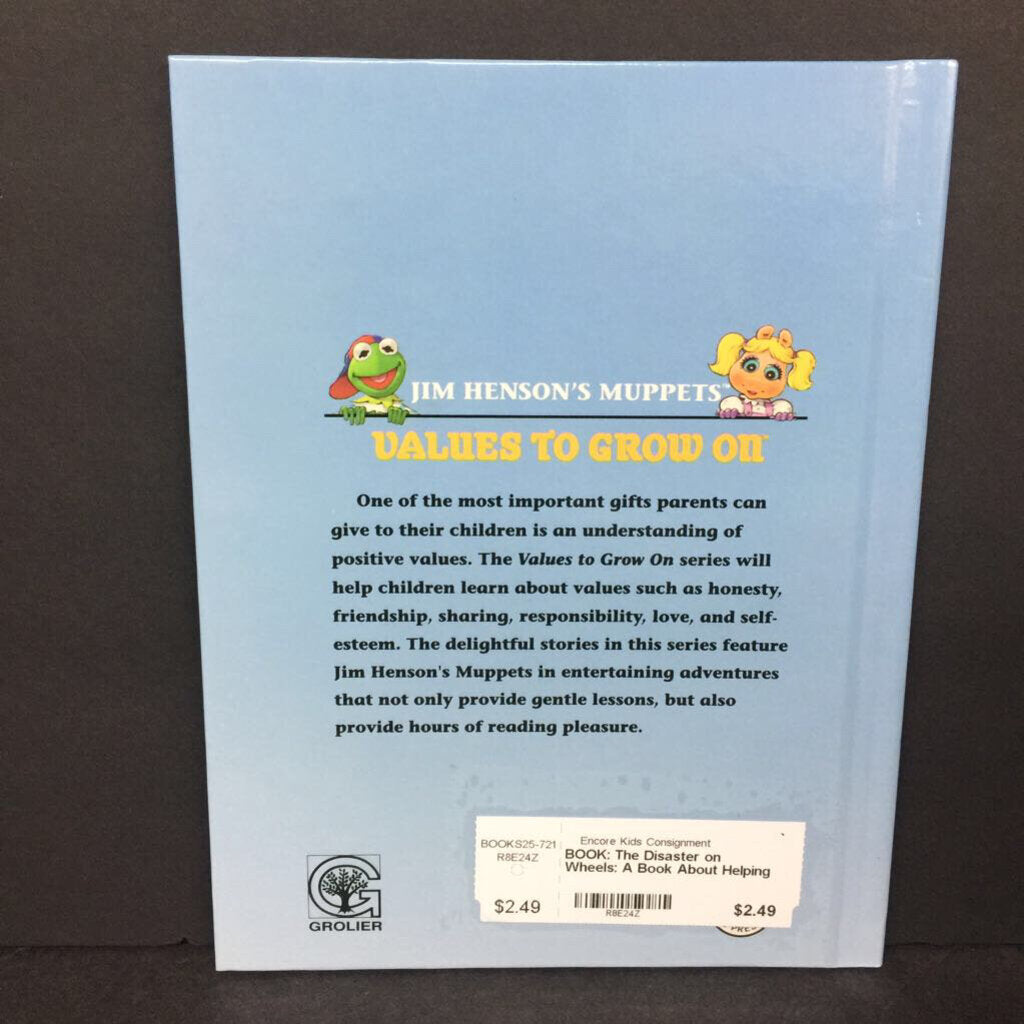 JIM HENSON'S MUPPETS™
VALUES TO GROW ON™
One of the most important gifts parents can
give to their children is an understanding of
positive values. The Values to Grow On series will
help children learn about values such as honesty,
friendship, sharing, responsibility, love, and self-
esteem. The delightful stories in this series feature
Jim Henson's Muppets in entertaining adventures
that not only provide gentle lessons, but also
provide hours of reading pleasure.
BOOKS25-721
R8E24Z
$2.49
Encore Kids Consignment
BOOK: The Disaster on
Wheels: A Book About Helping
R8E24Z
$2.49
G
GROLIER